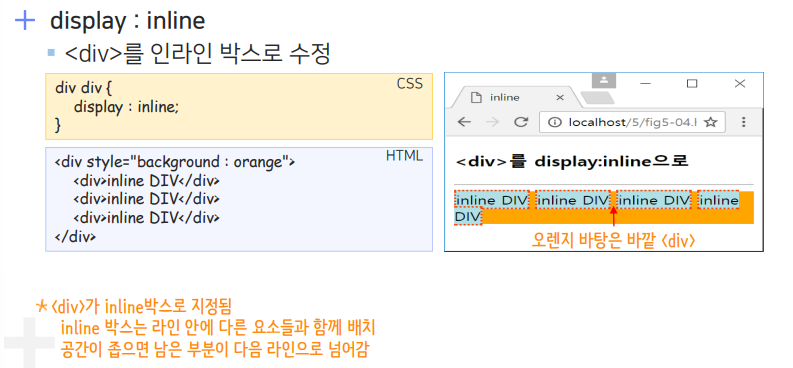 + display : inline
▪ <div>를 인라인 박스로 수정
CSS
div div {
display : inline;
}
HTML
<div style="background : orange">
<div>inline DIV</div>
<div>inline DIV</div>
<div>inline DIV</div>
</div>
inline
localhost/5/fig5-04.l
<div>를 display:inline으로
inline DIV inline DIV inline DIV inline
DIV
오렌지 바탕은 바깥 <div>
*<div>가 inline박스로 지정됨
inline 박스는 라인 안에 다른 요소들과 함께 배치
공간이 좁으면 남은 부분이 다음 라인으로 넘어감